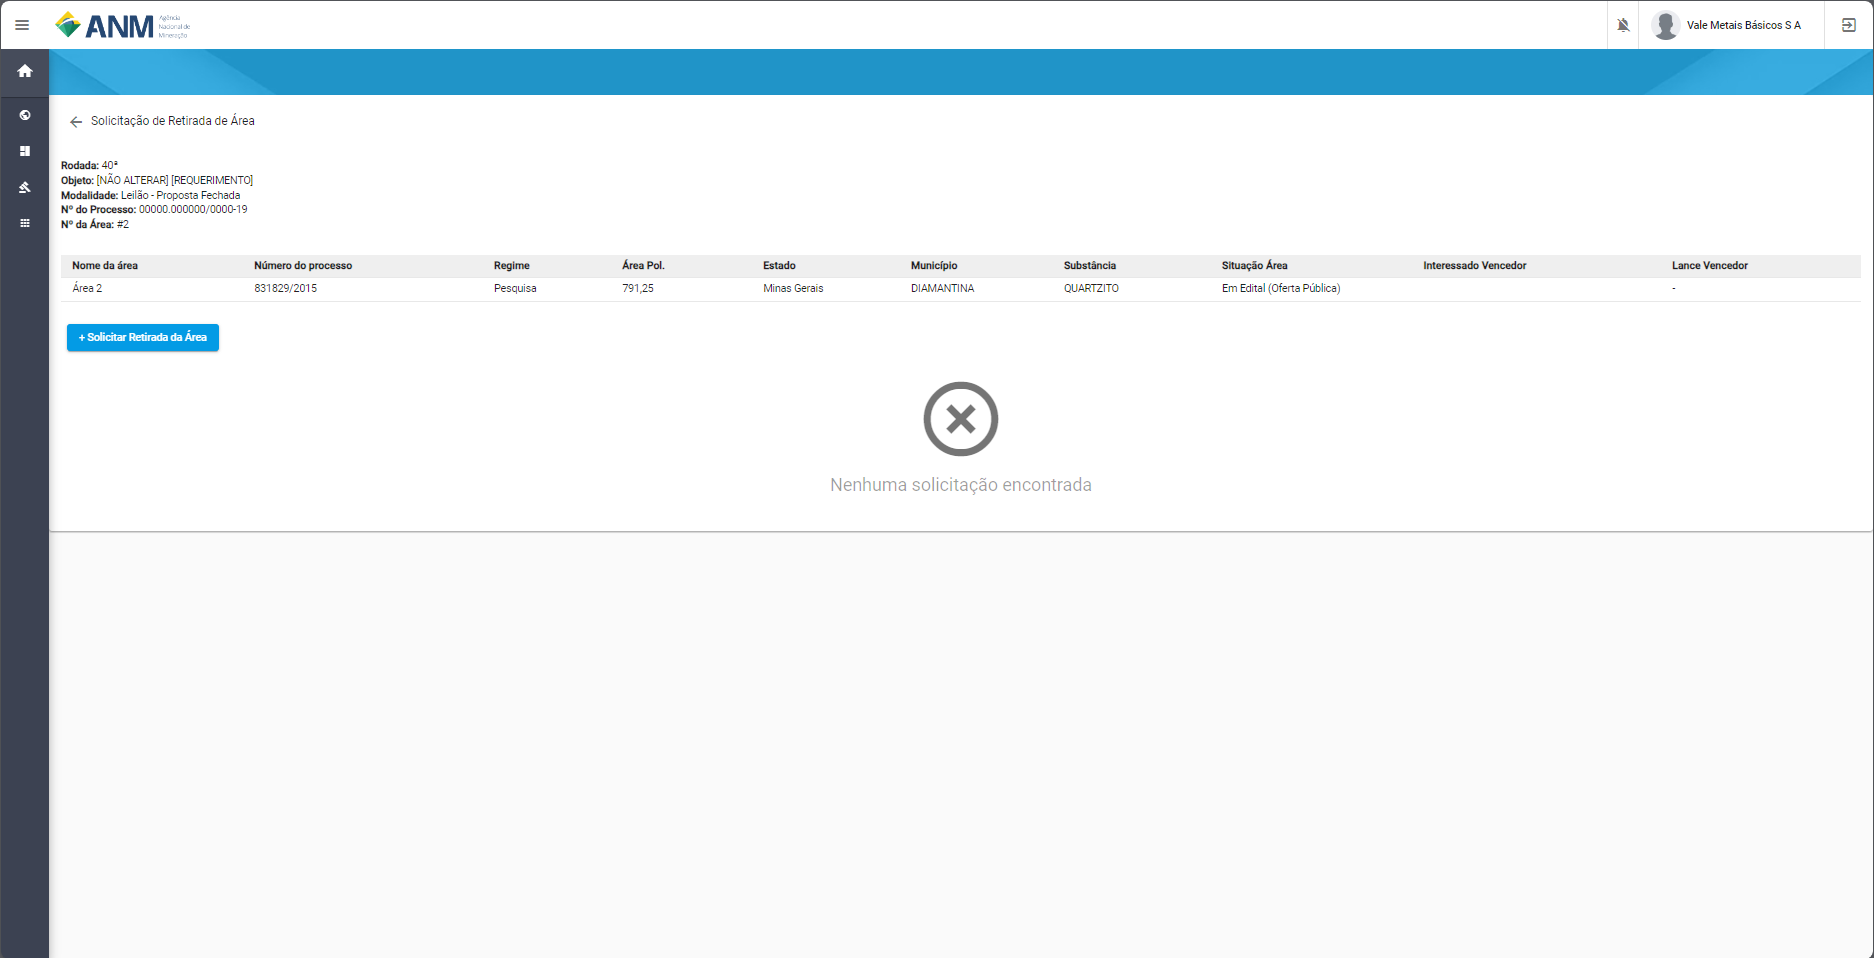 ANM
Agência
Nacional de
Mineração
Vale Metais Básicos S A
Solicitação de Retirada de Área
Rodada: 40ª
Objeto: [NÃO ALTERAR] [REQUERIMENTO]
Modalidade: Leilão - Proposta Fechada
Nº do Processo: 00000.000000/0000-19
Nº da Área: #2
Nome da área Número do processo Regime Área Pol. Estado Município Substância Situação Área Interessado Vencedor Lance Vencedor
Área 2 831829/2015 Pesquisa 791,25 Minas Gerais DIAMANTINA QUARTZITO Em Edital (Oferta Pública) -
+ Solicitar Retirada da Área
Nenhuma solicitação encontrada